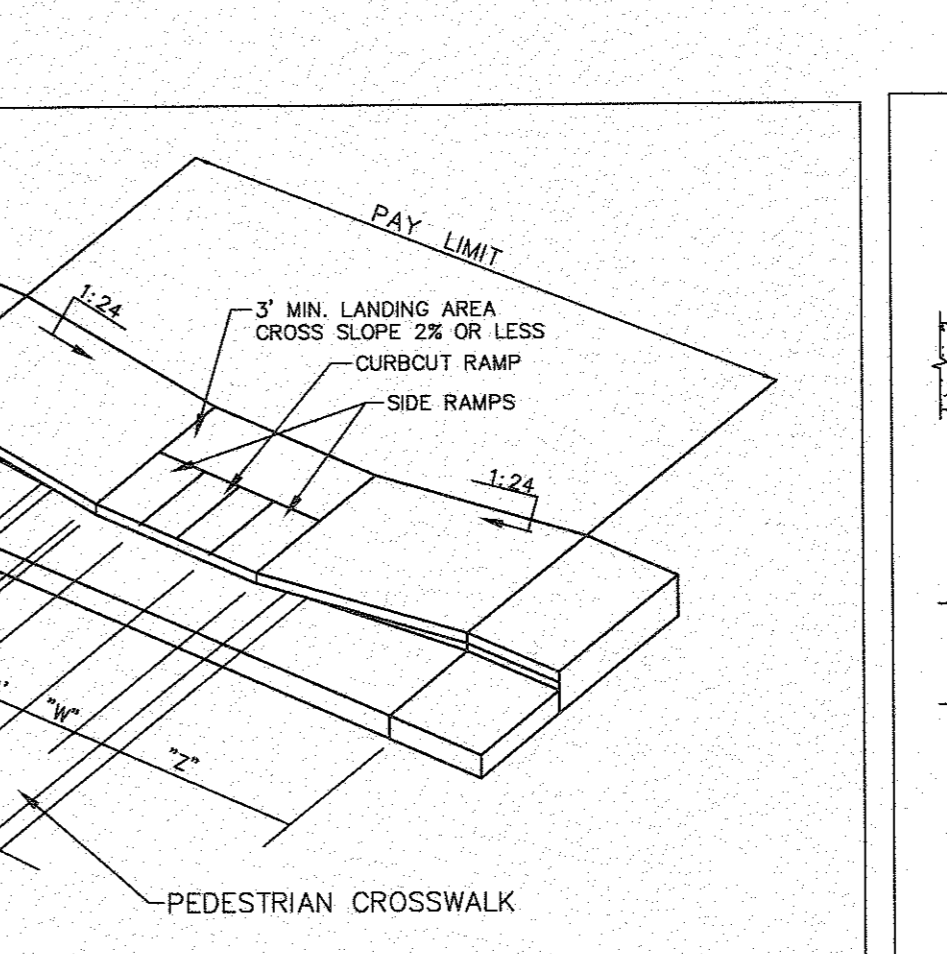 PAY LIMIT
1:24
3' MIN. LANDING AREA
CROSS SLOPE 2% OR LESS
CURBCUT RAMP
SIDE RAMPS
1:24
"W"
"Z"
PEDESTRIAN CROSSWALK